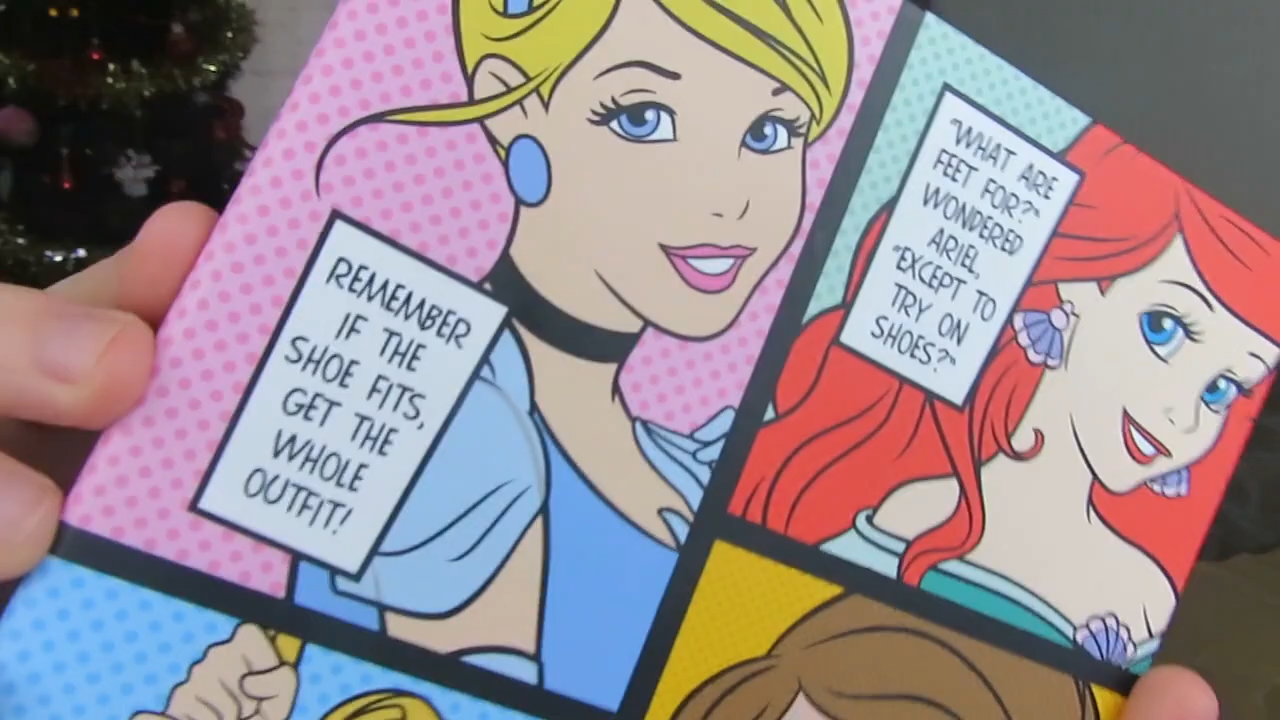 REMEMBER
IF THE
SHOE FITS,
GET THE
WHOLE
OUTFIT!
"WHAT ARE
FEET FOR?"
WONDERED
ARIEL,
"EXCEPT TO
TRY ON
SHOES?"